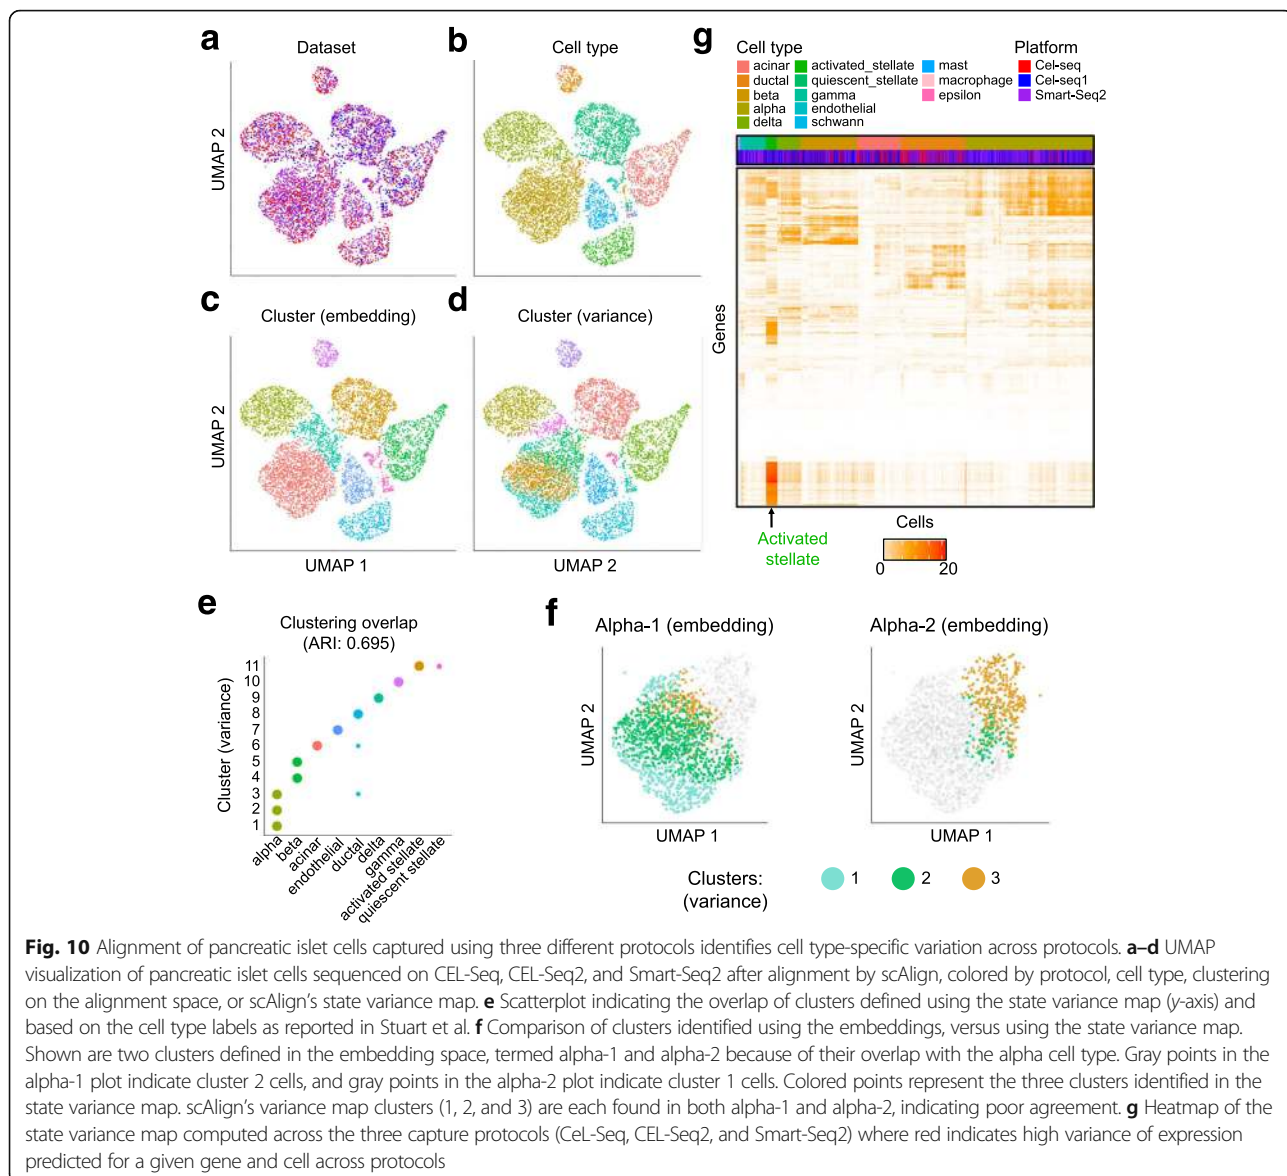 a
Dataset
UMAP 2
b
Cell type
g
Cell type
acinar
ductal
beta
alpha
delta
activated_stellate
quiescent_stellate
gamma
endothelial
schwann
mast
macrophage
epsilon
Platform
Cel-seq
Cel-seq1
Smart-Seq2
Genes
Activated
stellate
Cells
0
20
c
Cluster (embedding)
UMAP 2
UMAP 1
d
Cluster (variance)
UMAP 2
e
Clustering overlap
(ARI: 0.695)
Cluster (variance)
11
10
9
8
7
6
5
4
3
2
1
alpha
beta
acinar
endothelial
ductal
delta
gamma
activated stellate
quiescent stellate
f
Alpha-1 (embedding)
UMAP 2
UMAP 1
Alpha-2 (embedding)
UMAP 2
UMAP 1
Clusters:
(variance)
1
2
3
Fig. 10 Alignment of pancreatic islet cells captured using three different protocols identifies cell type-specific variation across protocols. a–d UMAP
visualization of pancreatic islet cells sequenced on CEL-Seq, CEL-Seq2, and Smart-Seq2 after alignment by scAlign, colored by protocol, cell type, clustering
on the alignment space, or scAlign's state variance map. e Scatterplot indicating the overlap of clusters defined using the state variance map (y-axis) and
based on the cell type labels as reported in Stuart et al. f Comparison of clusters identified using the embeddings, versus using the state variance map.
Shown are two clusters defined in the embedding space, termed alpha-1 and alpha-2 because of their overlap with the alpha cell type. Gray points in the
alpha-1 plot indicate cluster 2 cells, and gray points in the alpha-2 plot indicate cluster 1 cells. Colored points represent the three clusters identified in the
state variance map. scAlign's variance map clusters (1, 2, and 3) are each found in both alpha-1 and alpha-2, indicating poor agreement. g Heatmap of the
state variance map computed across the three capture protocols (CeL-Seq, CEL-Seq2, and Smart-Seq2) where red indicates high variance of expression
predicted for a given gene and cell across protocols